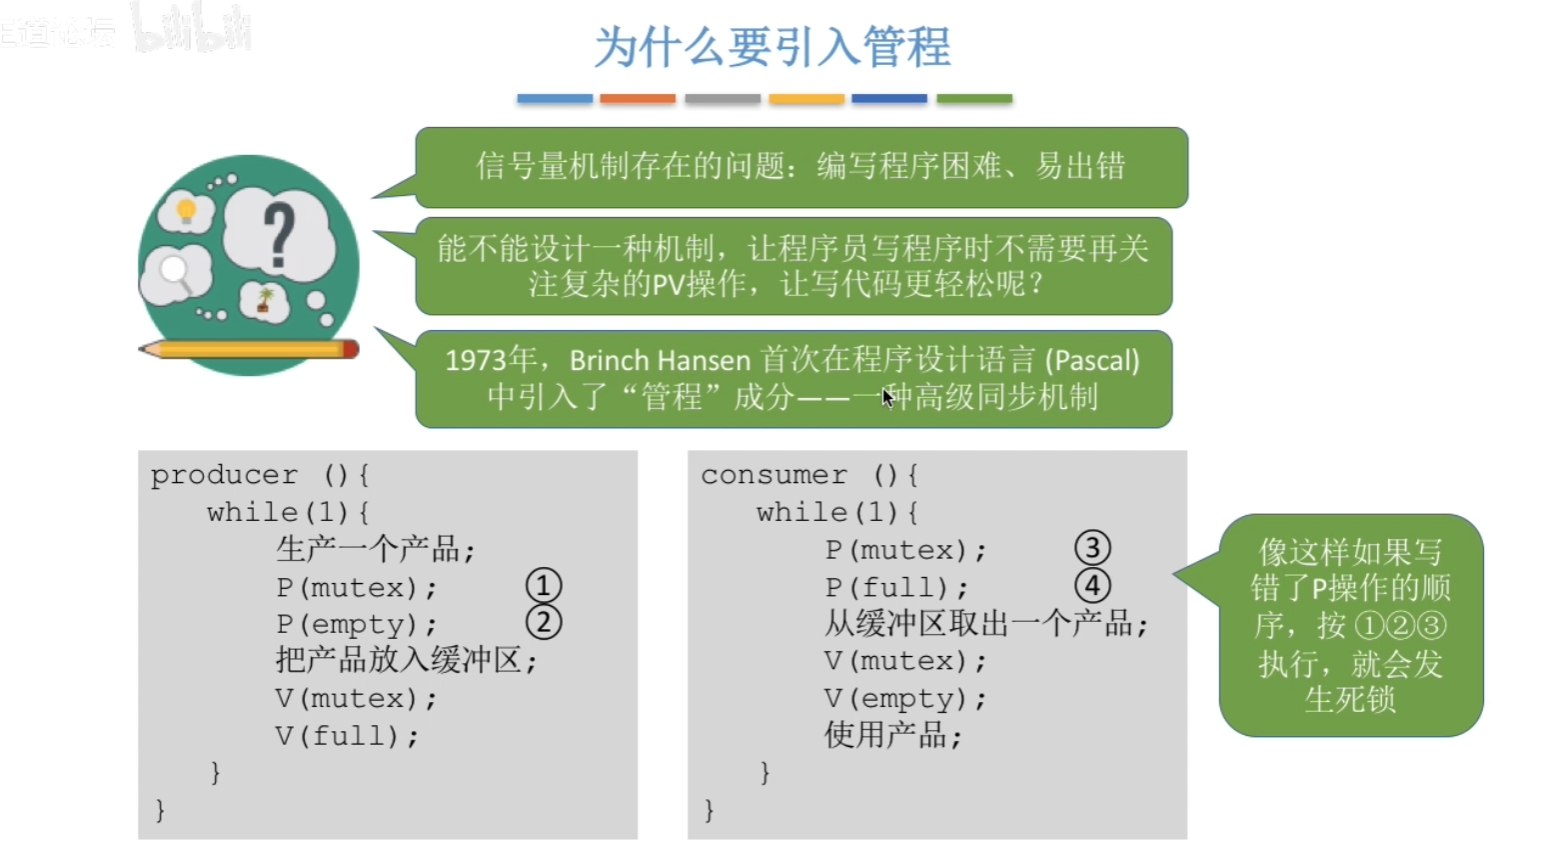 王道论坛 bilibili
为什么要引入管程
信号量机制存在的问题：编写程序困难、易出错
能不能设计一种机制，让程序员写程序时不需要再关
注复杂的PV操作，让写代码更轻松呢？
1973年，Brinch Hansen 首次在程序设计语言 (Pascal)
中引入了“管程”成分——一种高级同步机制
producer (){
while(1){
生产一个产品;
P(mutex); ①
P(empty); ②
把产品放入缓冲区;
V(mutex);
V(full);
}
}
consumer (){
while(1){
P(mutex); ③
P(full); ④
从缓冲区取出一个产品;
V(mutex);
V(empty);
使用产品;
}
}
像这样如果写
错了P操作的顺
序，按 ①②③
执行，就会发
生死锁